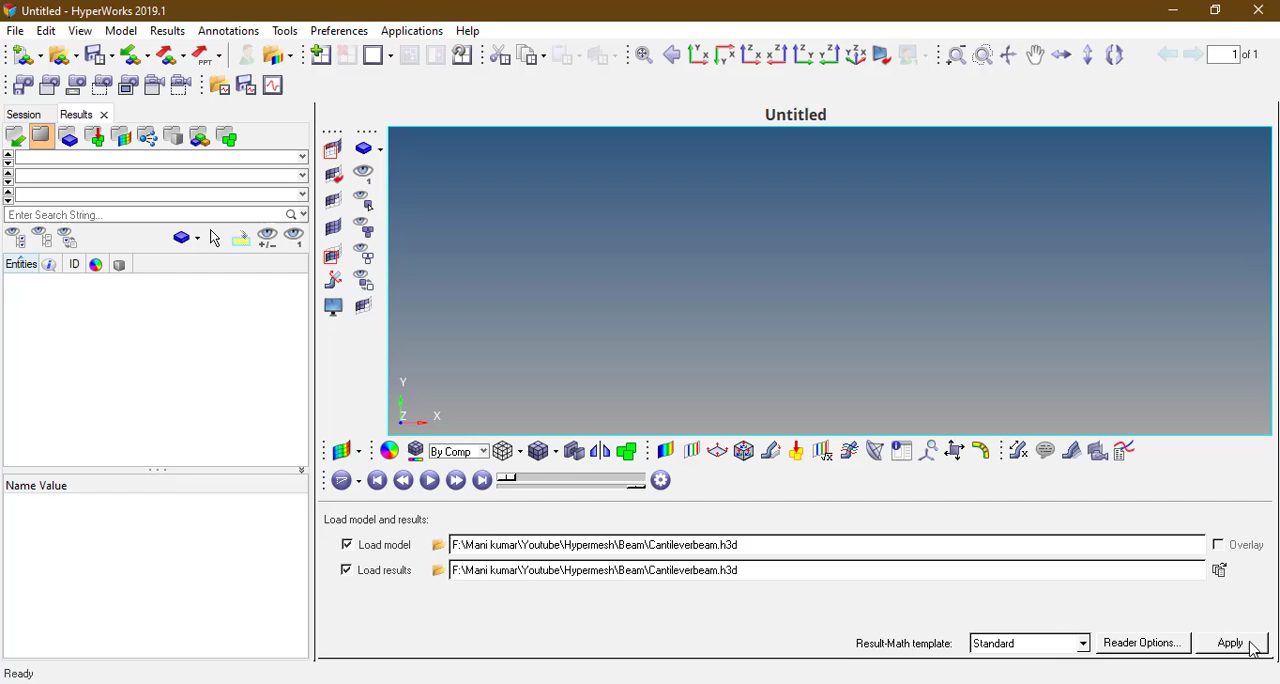 Untitled - HyperWorks 2019.1
File Edit View Model Results Annotations Tools Preferences Applications Help
PPT
Y X Y X Z X Z X Z Y Z Y
1 of 1
Session Results
Untitled
Enter Search String...
+/- 1
1
Entities ID
Y
Z X
By Comp
Name Value
Load model and results:
Load model F:\Mani kumar\Youtube\Hypermesh\Beam\Cantileverbeam.h3d Overlay
Load results F:\Mani kumar\Youtube\Hypermesh\Beam\Cantileverbeam.h3d
Result-Math template: Standard Reader Options... Apply
Ready